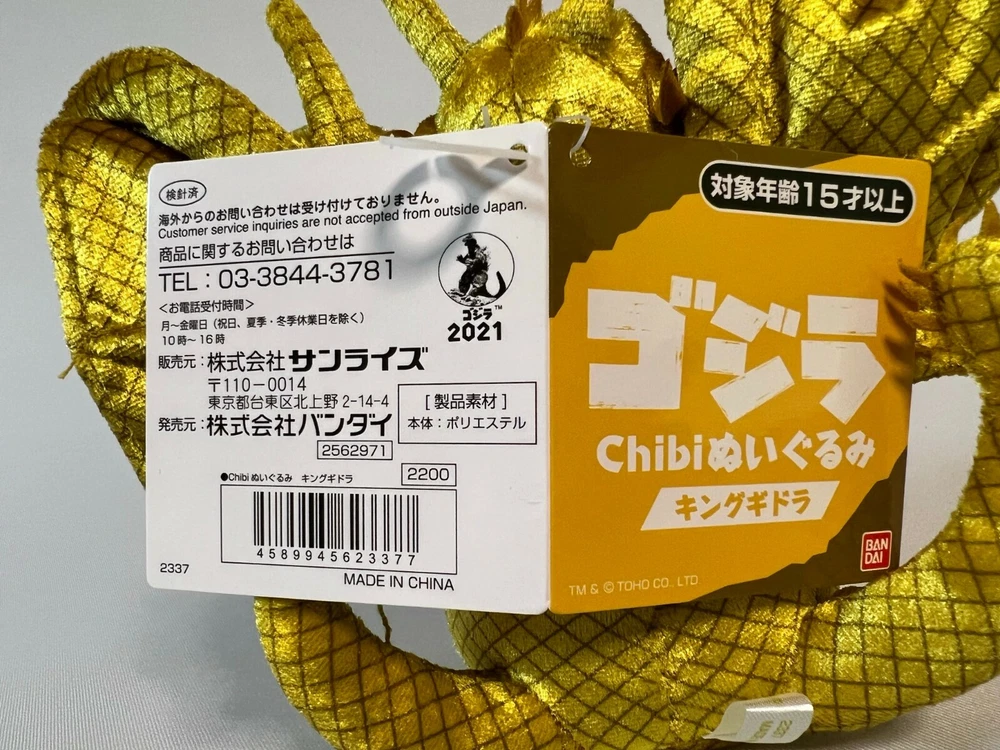 検針済
海外からのお問い合わせは受け付けておりません。
Customer service inquiries are not accepted from outside Japan.
商品に関するお問い合わせは
TEL：03-3844-3781
＜お電話受付時間＞
月～金曜日（祝日、夏季・冬季休業日を除く）
10時～16時
販売元：株式会社サンライズ
〒110－0014
東京都台東区北上野 2-14-4
発売元：株式会社バンダイ
2562971
ゴジラ™
2021
［製品素材］
本体：ポリエステル
2200
●Chibi ぬいぐるみ キングギドラ
4589945623377
2337
MADE IN CHINA
対象年齢15才以上
ゴジラ
Chibiぬいぐるみ
キングギドラ
BAN
DAI
TM & © TOHO CO., LTD